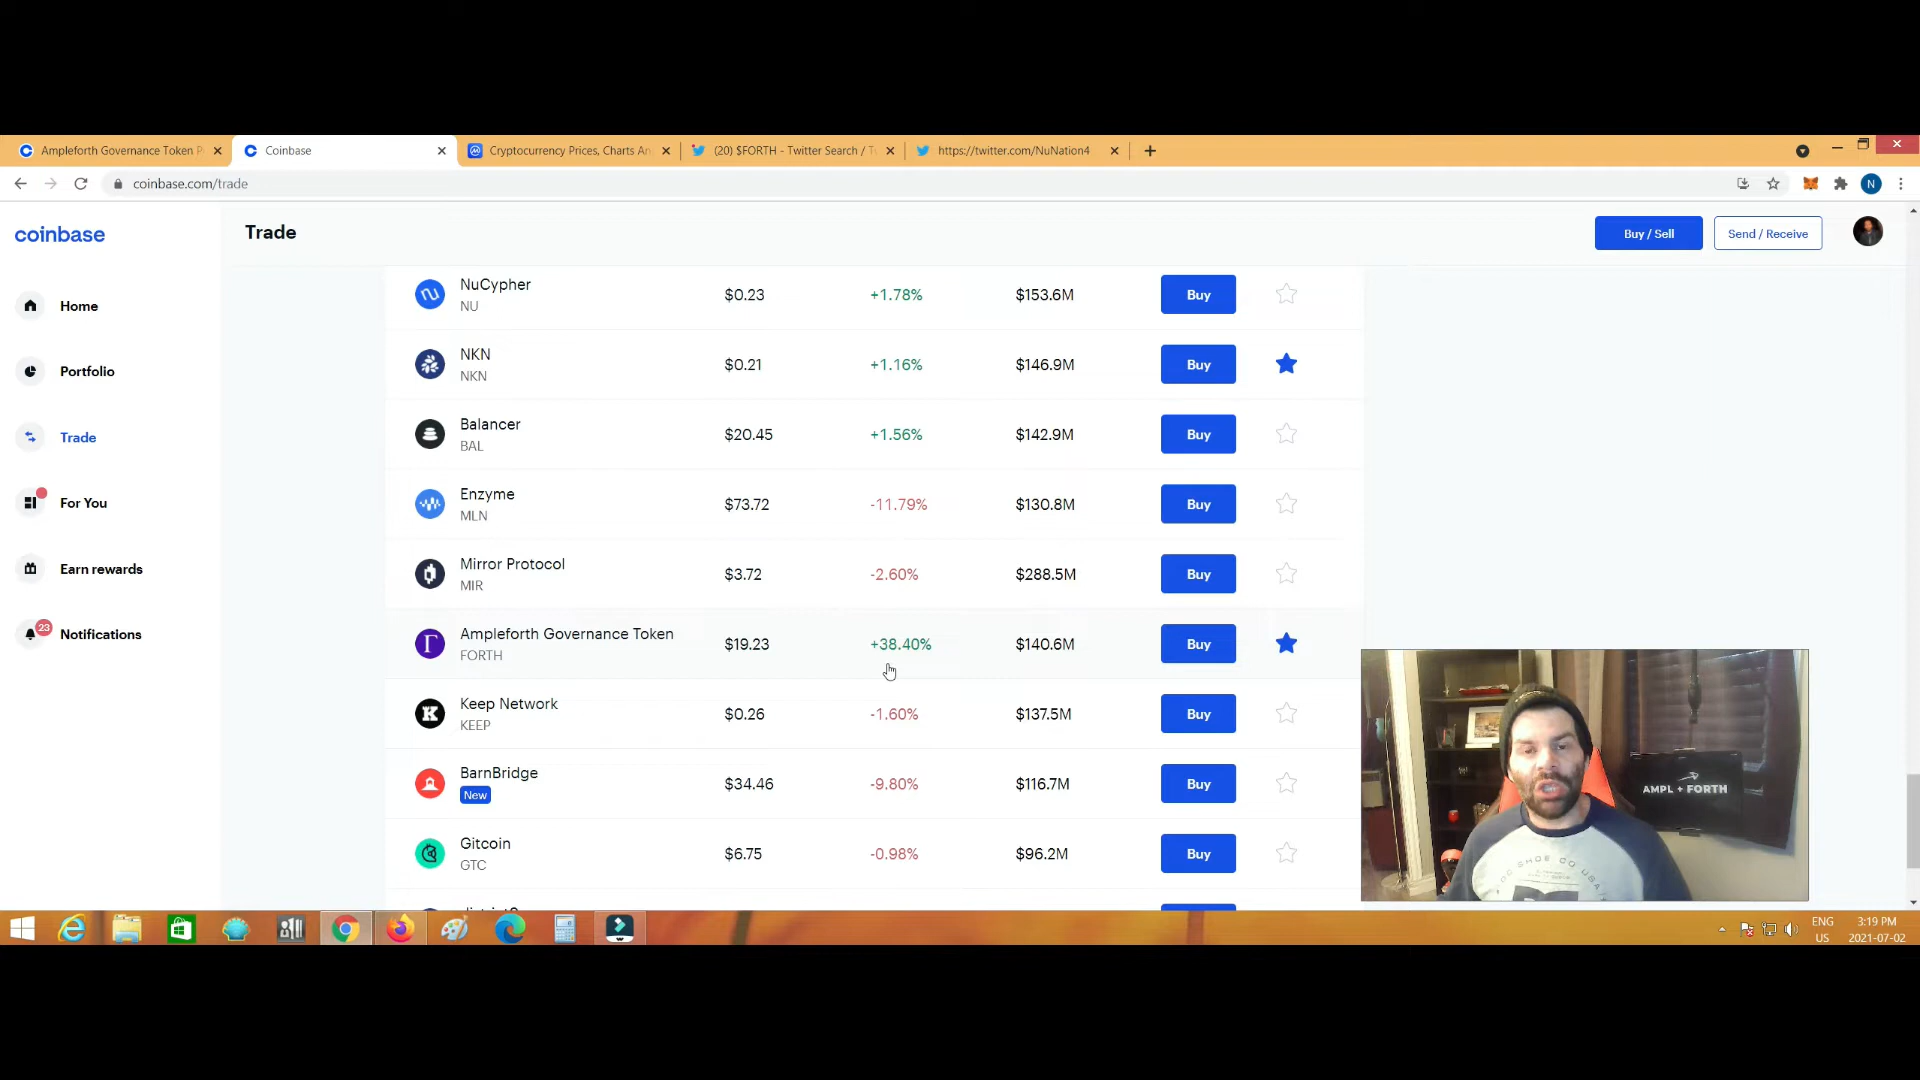 Ampleforth Governance Token P
Coinbase
Cryptocurrency Prices, Charts An
(20) $FORTH - Twitter Search / T
https://twitter.com/NuNation4
coinbase.com/trade
N
coinbase
Trade
Buy / Sell
Send / Receive
Home
Portfolio
Trade
For You
Earn rewards
23
Notifications
NuCypher
NU
$0.23
+1.78%
$153.6M
Buy
NKN
NKN
$0.21
+1.16%
$146.9M
Buy
Balancer
BAL
$20.45
+1.56%
$142.9M
Buy
Enzyme
MLN
$73.72
-11.79%
$130.8M
Buy
Mirror Protocol
MIR
$3.72
-2.60%
$288.5M
Buy
Ampleforth Governance Token
FORTH
$19.23
+38.40%
$140.6M
Buy
Keep Network
KEEP
$0.26
-1.60%
$137.5M
Buy
BarnBridge
New
$34.46
-9.80%
$116.7M
Buy
Gitcoin
GTC
$6.75
-0.98%
$96.2M
Buy
AMPL + FORTH
SHOE CO USA
ENG
US
3:19 PM
2021-07-02